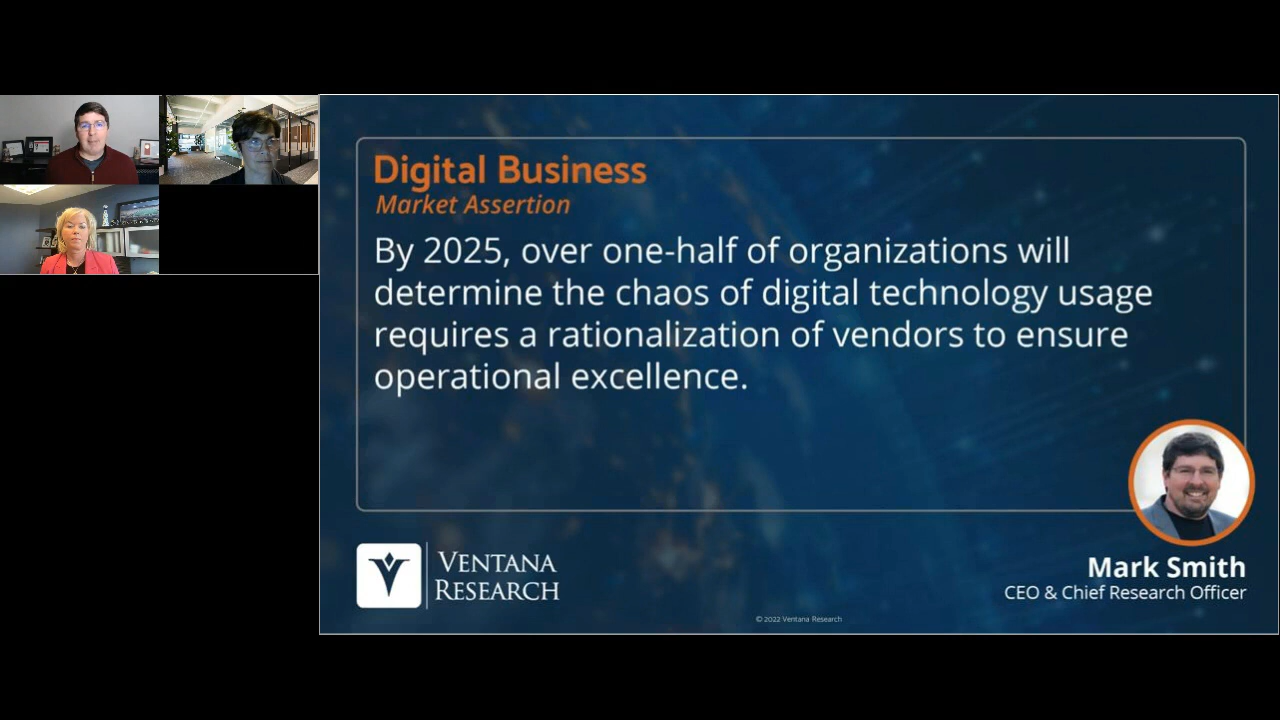 Digital Business
Market Assertion
By 2025, over one-half of organizations will
determine the chaos of digital technology usage
requires a rationalization of vendors to ensure
operational excellence.
VENTANA
RESEARCH
Mark Smith
CEO & Chief Research Officer
© 2022 Ventana Research